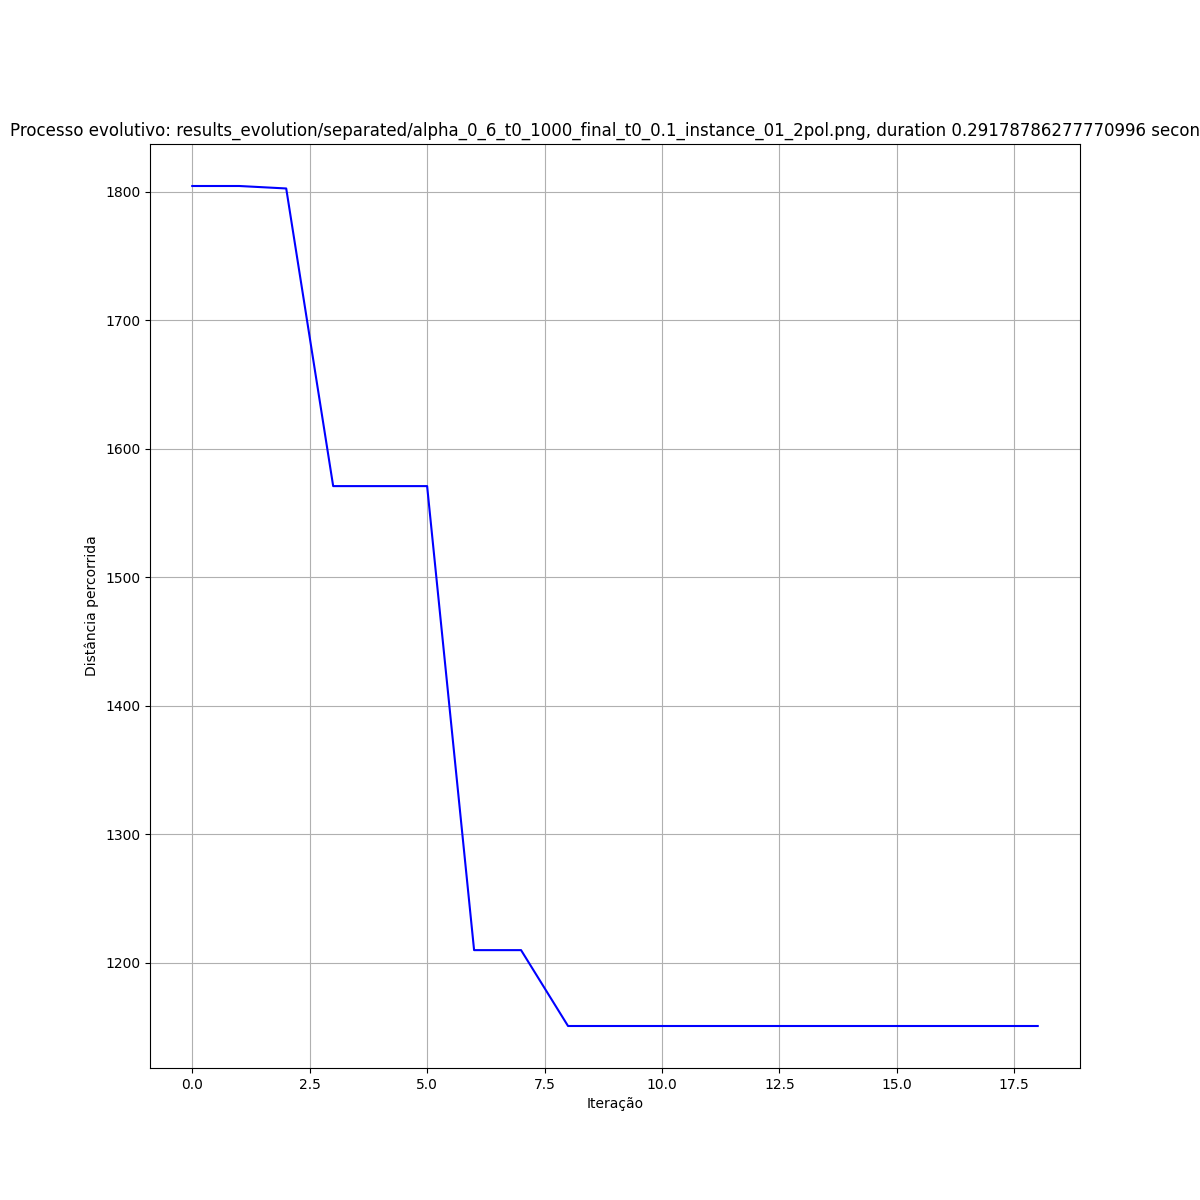 Processo evolutivo: results_evolution/separated/alpha_0_6_t0_1000_final_t0_0.1_instance_01_2pol.png, duration 0.29178786277770996 secon
1800
1700
1600
1500
1400
1300
1200
Distância percorrida
0.0 2.5 5.0 7.5 10.0 12.5 15.0 17.5
Iteração